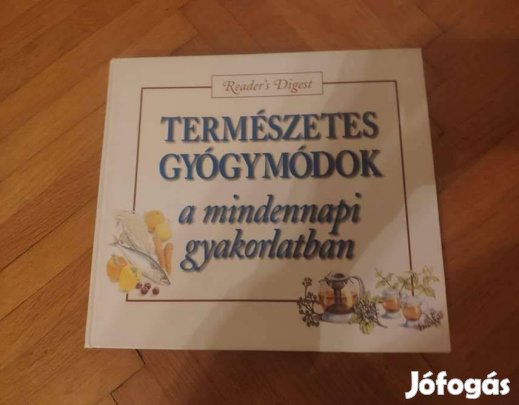 Reader's Digest
TERMÉSZETES
GYÓGYMÓDOK
a mindennapi
gyakorlatban
Jófogás